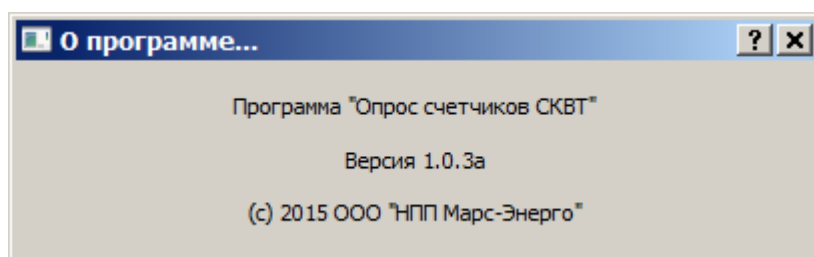 О программе...
Программа "Опрос счетчиков СКВТ"
Версия 1.0.3а
(с) 2015 ООО "НПП Марс-Энерго"